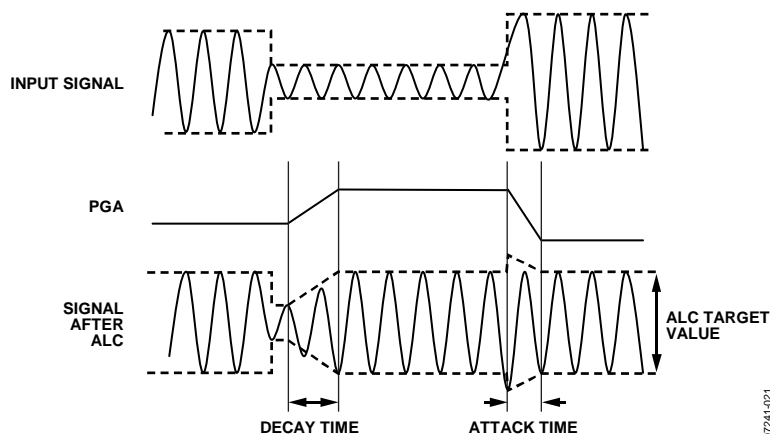 INPUT SIGNAL
PGA
SIGNAL
AFTER
ALC
ALC TARGET
VALUE
DECAY TIME
ATTACK TIME
07241-021